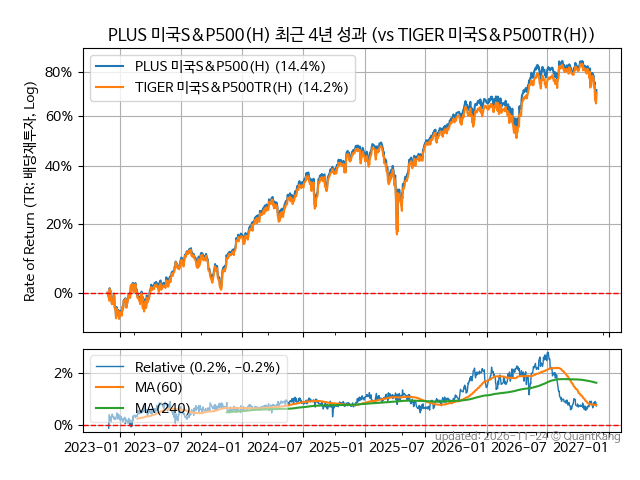 PLUS 미국S&P500(H) 최근 4년 성과 (vs TIGER 미국S&P500TR(H))
PLUS 미국S&P500(H) (14.4%)
TIGER 미국S&P500TR(H) (14.2%)
80%
60%
40%
20%
0%
Rate of Return (TR: 배당재투자, Log)
Relative (0.2%, -0.2%)
MA(60)
MA(240)
2%
0%
2023-01 2023-07 2024-01 2024-07 2025-01 2025-07 2026-01 2026-07 2027-01
updated: 2026-11-24 © QuantKang